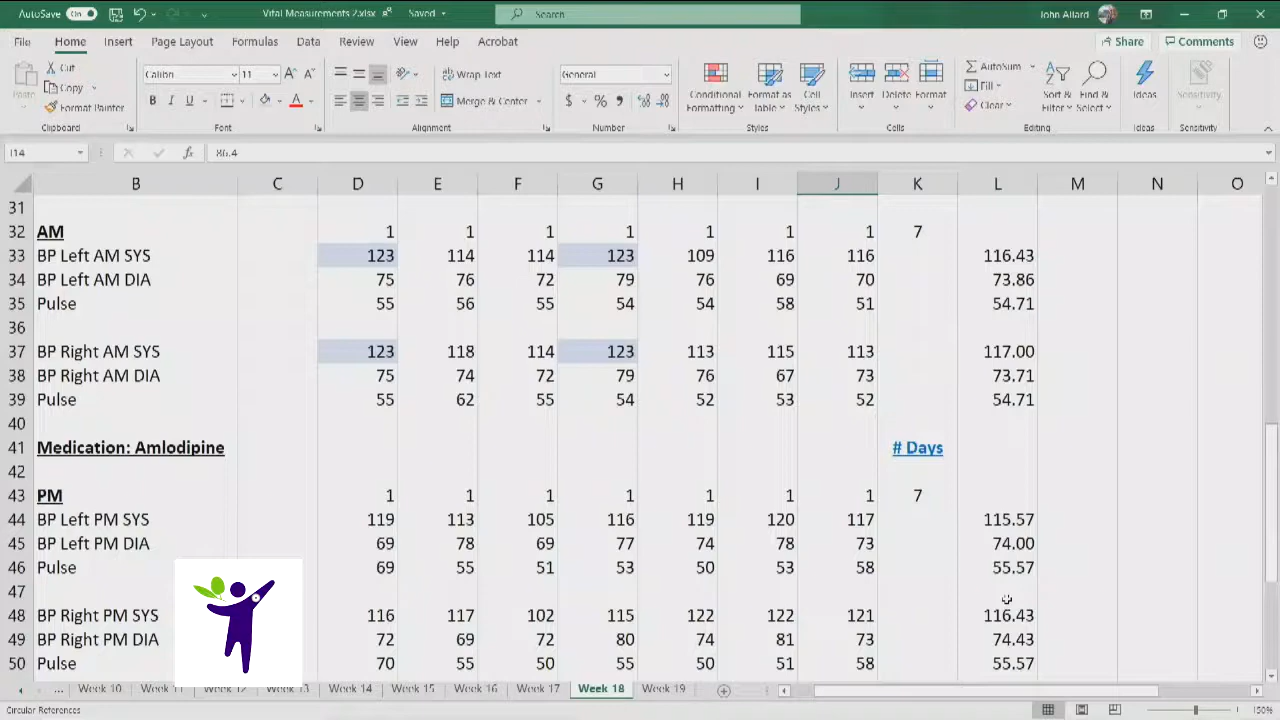 AutoSave On Vital Measurements 2.xlsx Saved Search John Allard
File Home Insert Page Layout Formulas Data Review View Help Acrobat Share Comments
Paste Cut Copy Format Painter Clipboard
Calibri 11 B I U A Font
Wrap Text Merge & Center Alignment
General $ % Number
Conditional Formatting Format as Table Cell Styles Styles
Insert Delete Format Cells
AutoSum Fill Clear Sort & Filter Find & Select Editing
Ideas Ideas
Sensitivity Sensitivity
J14 fx 86.4
B C D E F G H I J K L M N O
31
32 AM 1 1 1 1 1 1 1 7
33 BP Left AM SYS 123 114 114 123 109 116 116 116.43
34 BP Left AM DIA 75 76 72 79 76 69 70 73.86
35 Pulse 55 56 55 54 54 58 51 54.71
36
37 BP Right AM SYS 123 118 114 123 113 115 113 117.00
38 BP Right AM DIA 75 74 72 79 76 67 73 73.71
39 Pulse 55 62 55 54 52 53 52 54.71
40
41 Medication: Amlodipine # Days
42
43 PM 1 1 1 1 1 1 1 7
44 BP Left PM SYS 119 113 105 116 119 120 117 115.57
45 BP Left PM DIA 69 78 69 77 74 78 73 74.00
46 Pulse 69 55 51 53 50 53 58 55.57
47
48 BP Right PM SYS 116 117 102 115 122 122 121 116.43
49 BP Right PM DIA 72 69 72 80 74 81 73 74.43
50 Pulse 70 55 50 55 50 51 58 55.57
... Week 10 Week 11 Week 12 Week 13 Week 14 Week 15 Week 16 Week 17 Week 18 Week 19
Circular References 150%